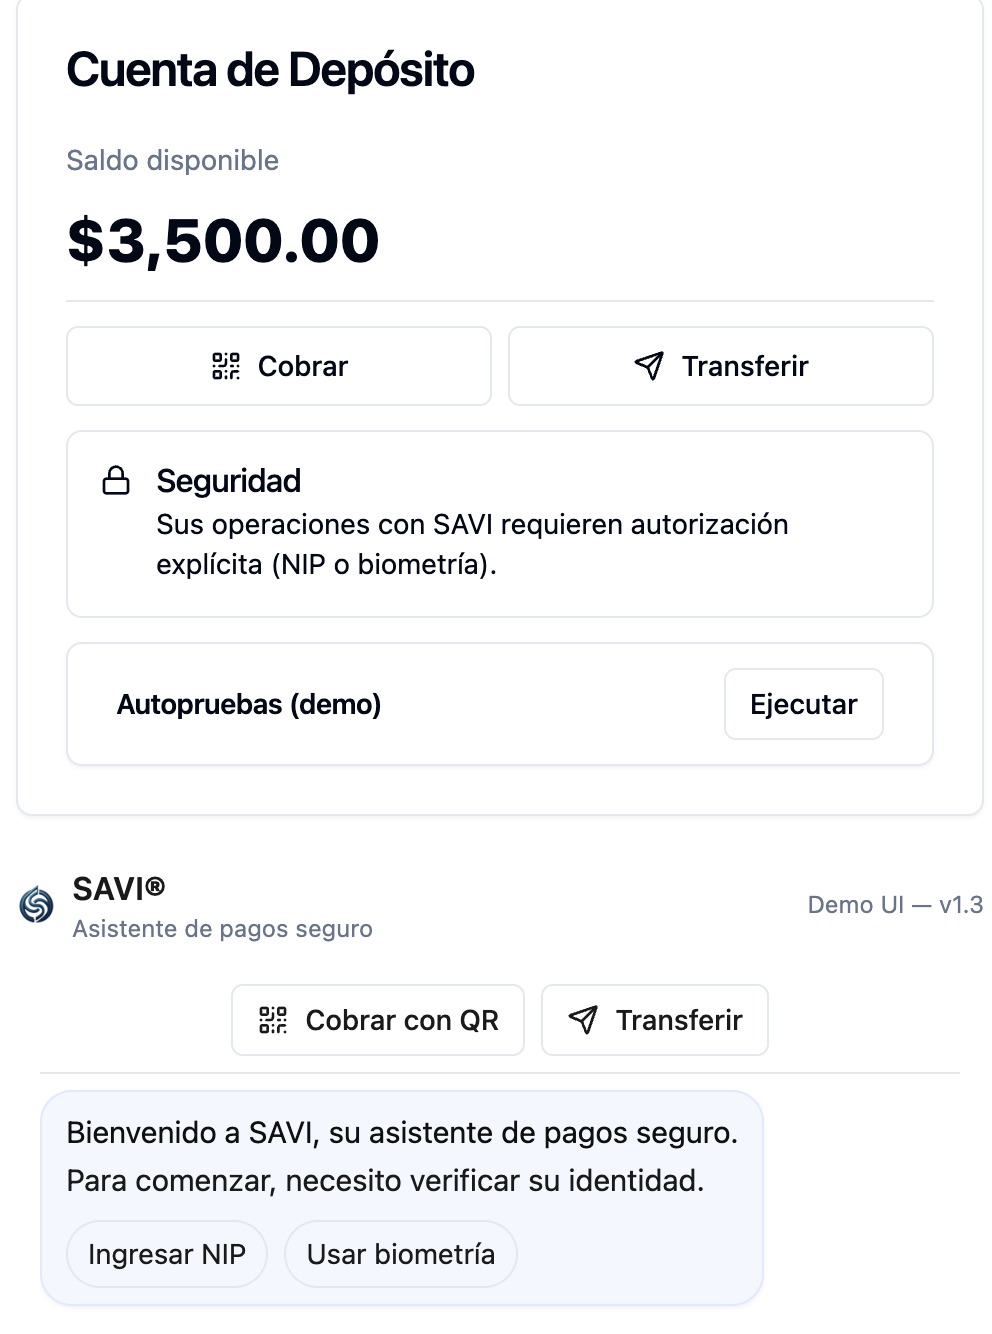 Cuenta de Depósito
Saldo disponible
$3,500.00
Cobrar
Transferir
Seguridad
Sus operaciones con SAVI requieren autorización
explícita (NIP o biometría).
Autopruebas (demo)
Ejecutar
SAVI®
Asistente de pagos seguro
Demo UI — v1.3
Cobrar con QR
Transferir
Bienvenido a SAVI, su asistente de pagos seguro.
Para comenzar, necesito verificar su identidad.
Ingresar NIP
Usar biometría